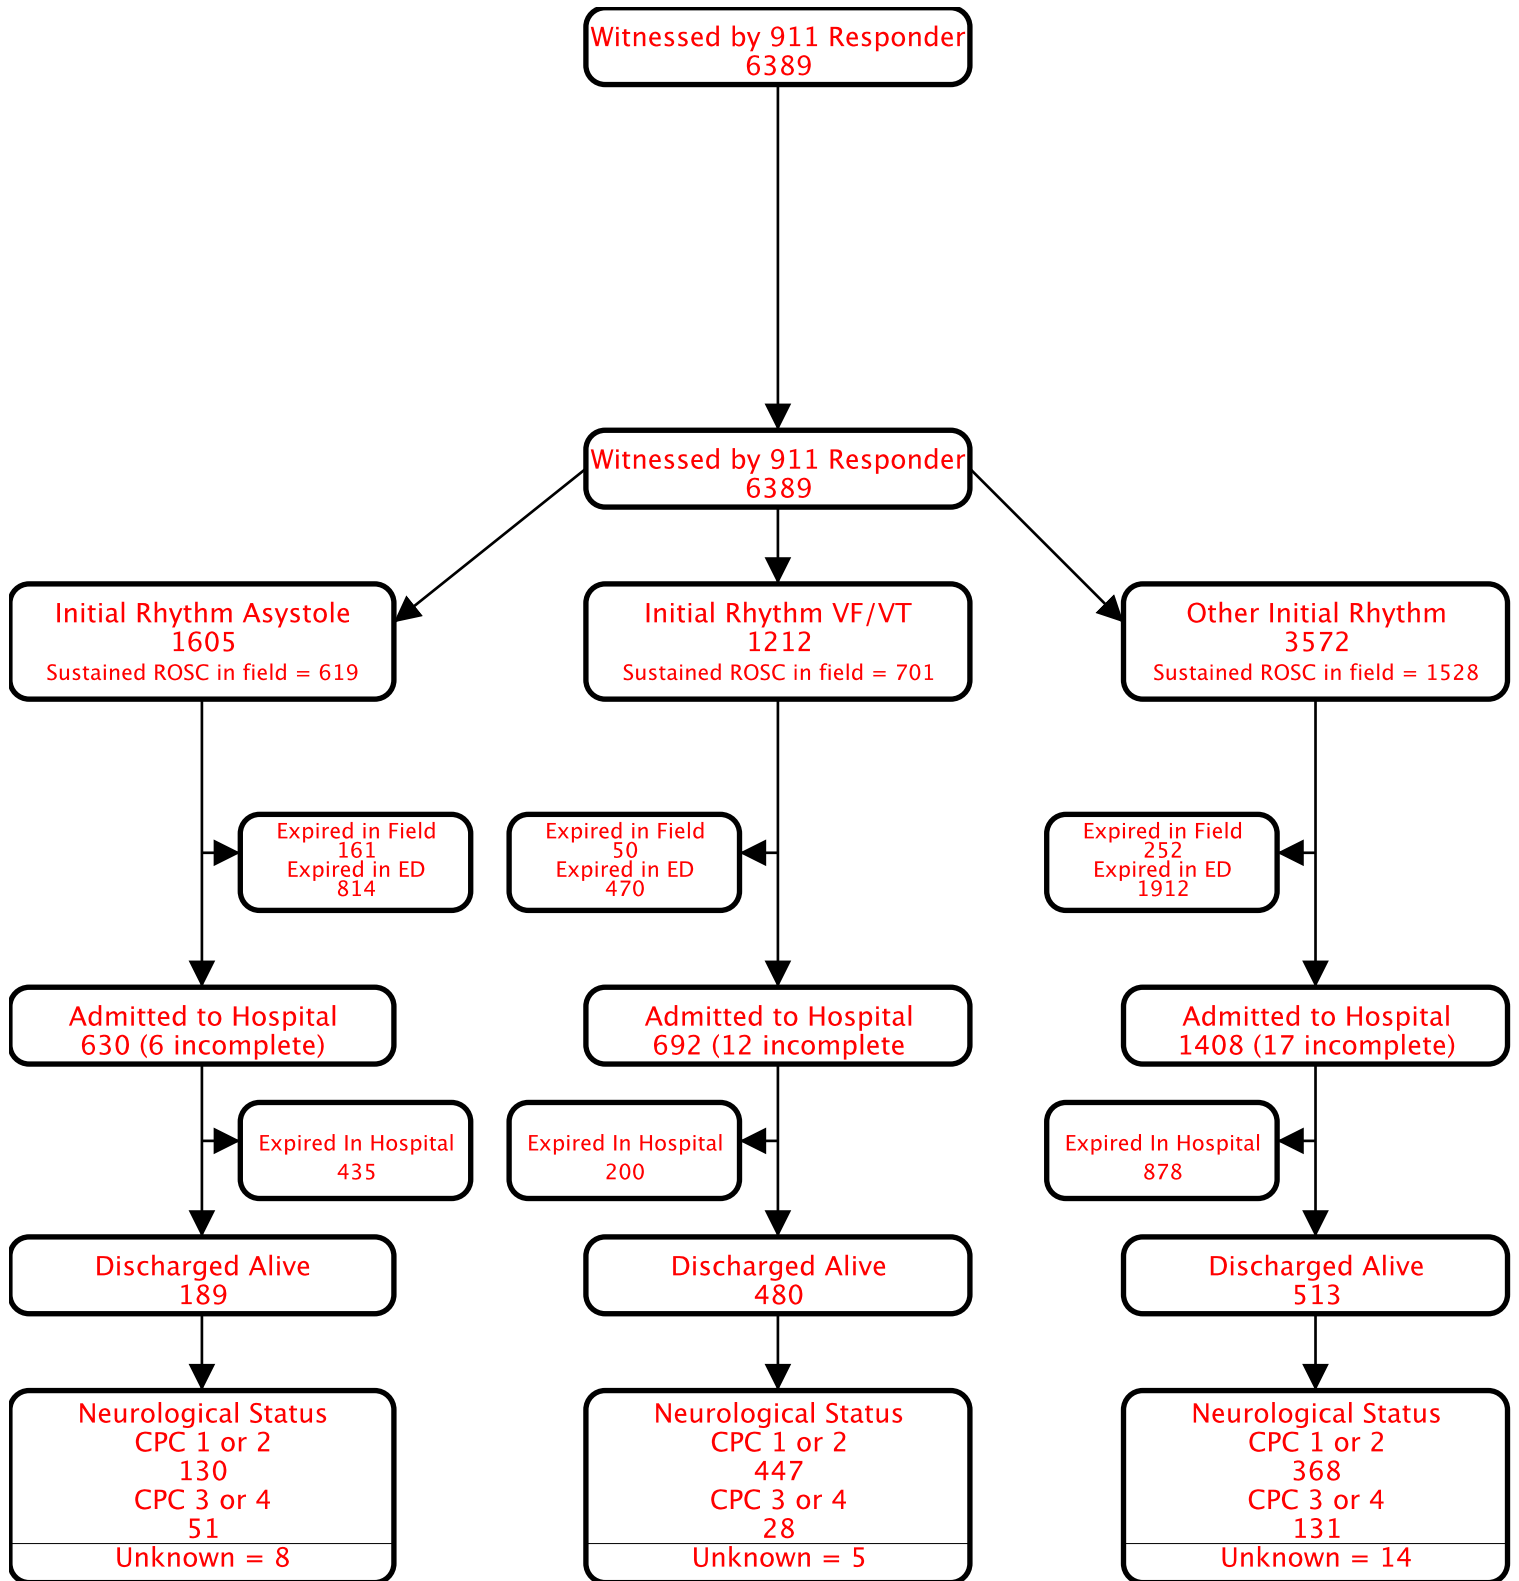 Witnessed by 911 Responder
6389
Witnessed by 911 Responder
6389
Initial Rhythm Asystole
1605
Sustained ROSC in field = 619
Initial Rhythm VF/VT
1212
Sustained ROSC in field = 701
Other Initial Rhythm
3572
Sustained ROSC in field = 1528
Expired in Field
161
Expired in ED
814
Expired in Field
50
Expired in ED
470
Expired in Field
252
Expired in ED
1912
Admitted to Hospital
630 (6 incomplete)
Admitted to Hospital
692 (12 incomplete
Admitted to Hospital
1408 (17 incomplete)
Expired In Hospital
435
Expired In Hospital
200
Expired In Hospital
878
Discharged Alive
189
Discharged Alive
480
Discharged Alive
513
Neurological Status
CPC 1 or 2
130
CPC 3 or 4
51
Unknown = 8
Neurological Status
CPC 1 or 2
447
CPC 3 or 4
28
Unknown = 5
Neurological Status
CPC 1 or 2
368
CPC 3 or 4
131
Unknown = 14